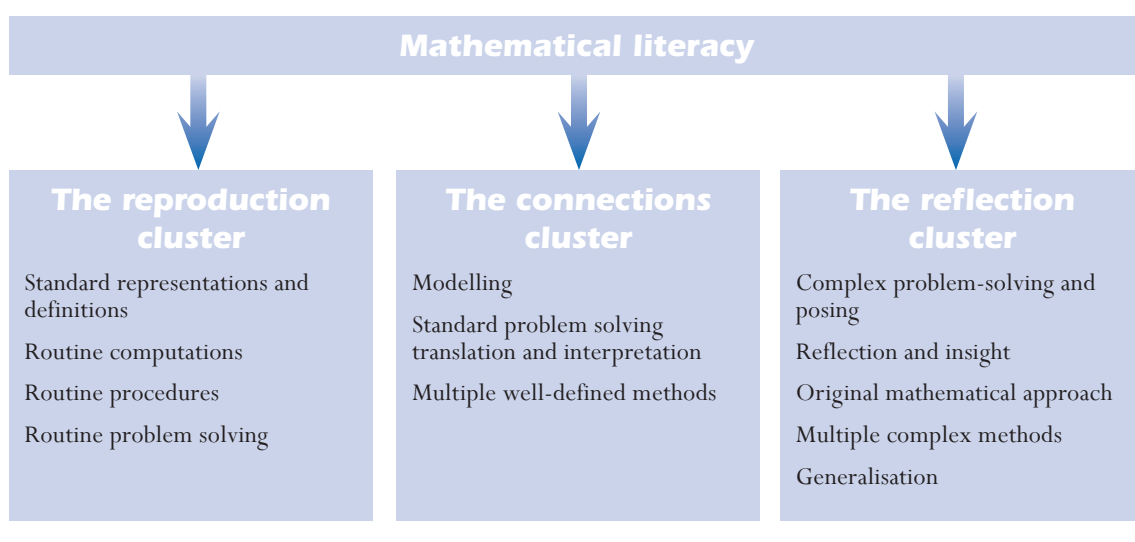 Mathematical literacy
The reproduction
cluster
Standard representations and
definitions
Routine computations
Routine procedures
Routine problem solving
The connections
cluster
Modelling
Standard problem solving
translation and interpretation
Multiple well-defined methods
The reflection
cluster
Complex problem-solving and
posing
Reflection and insight
Original mathematical approach
Multiple complex methods
Generalisation